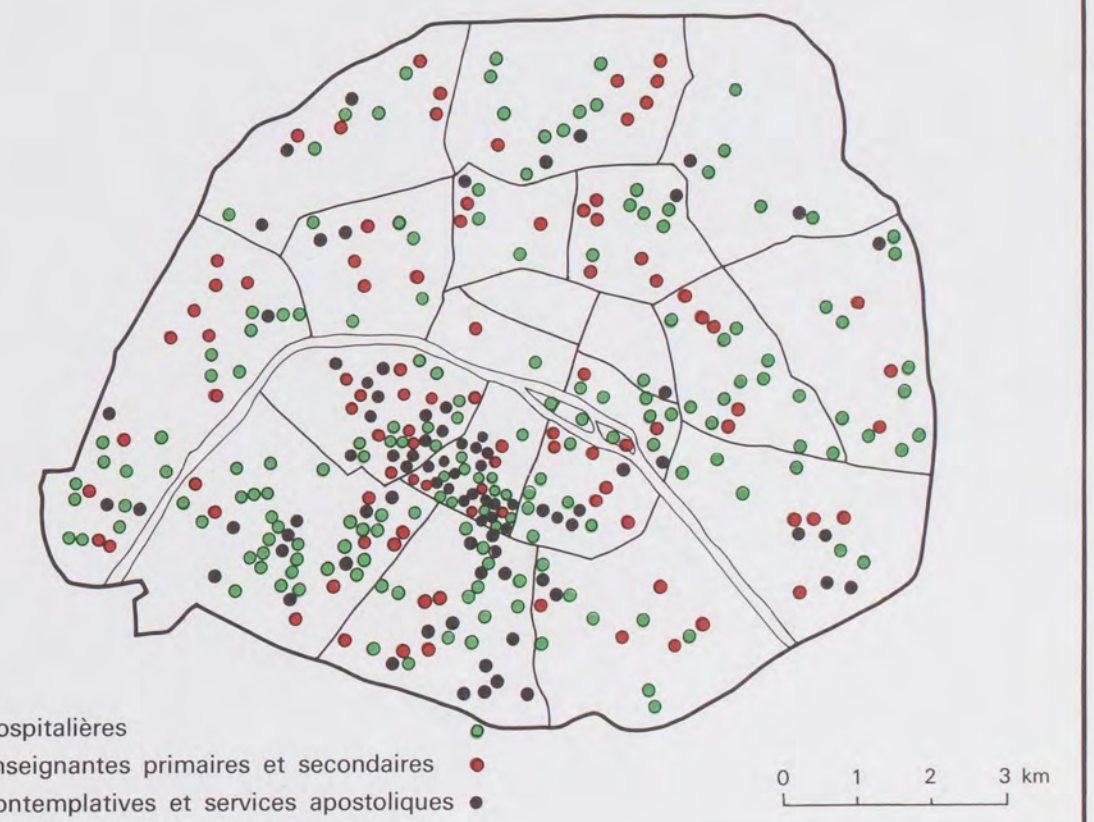 ospitalières
nseignantes primaires et secondaires
ontemplatives et services apostoliques
0 1 2 3 km